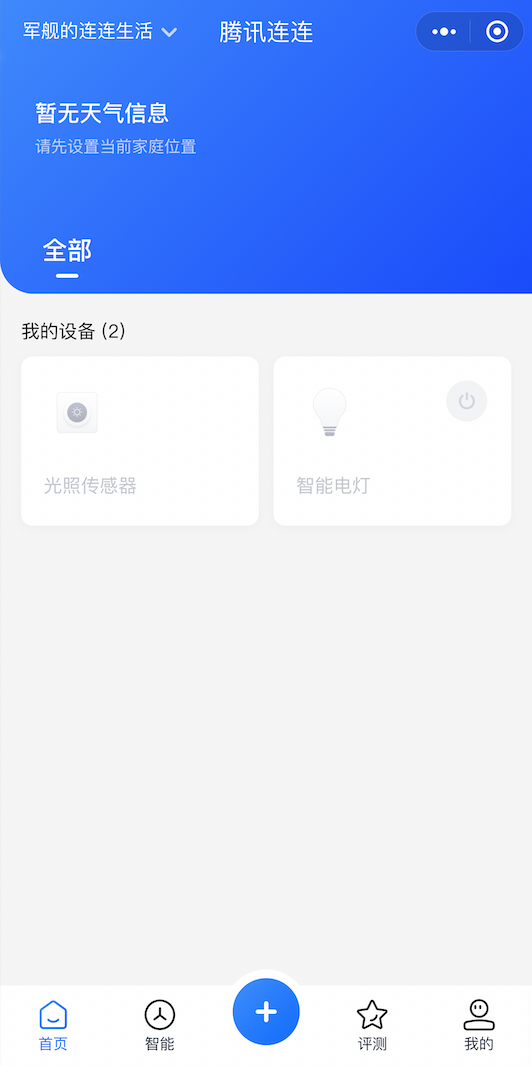 军舰的连连生活
腾讯连连
暂无天气信息
请先设置当前家庭位置
全部
我的设备 (2)
光照传感器
智能电灯
首页
智能
评测
我的